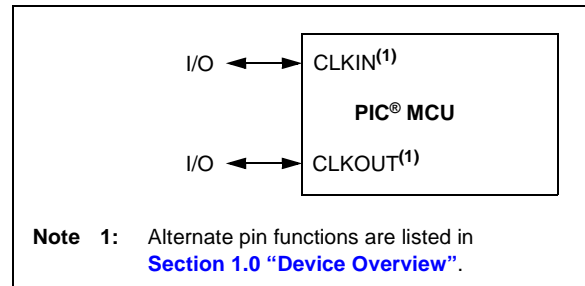 I/O CLKIN(1)
PIC® MCU
I/O CLKOUT(1)
Note 1: Alternate pin functions are listed in
Section 1.0 “Device Overview”.